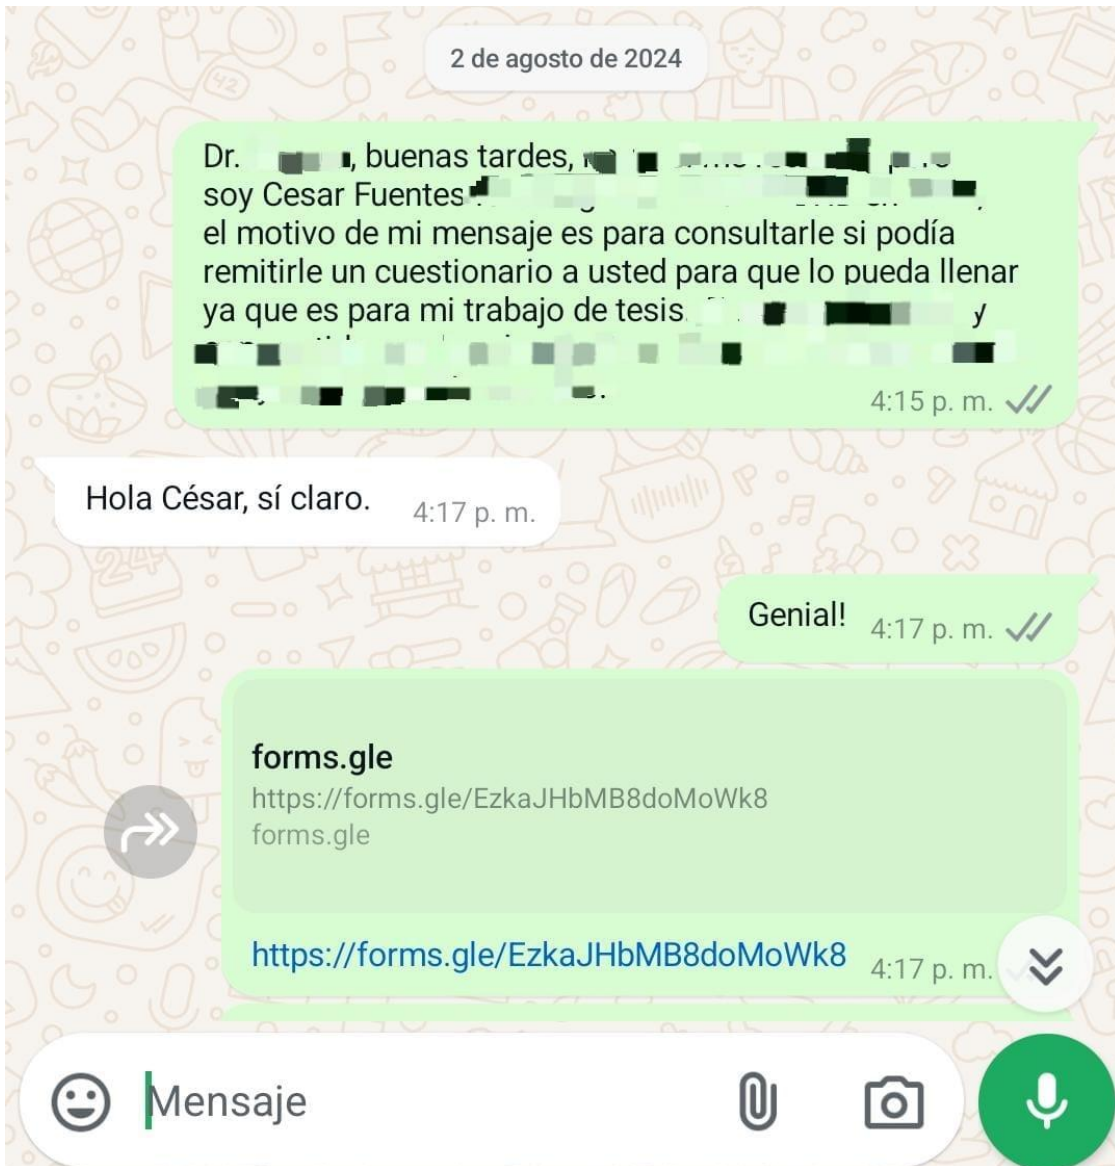 2 de agosto de 2024
Dr. , buenas tardes,
soy Cesar Fuentes
el motivo de mi mensaje es para consultarle si podía
remitirle un cuestionario a usted para que lo pueda llenar
ya que es para mi trabajo de tesis. y
4:15 p. m.
Hola César, sí claro. 4:17 p. m.
Genial! 4:17 p. m.
forms.gle
https://forms.gle/EzkaJHbMB8doMoWk8
forms.gle
https://forms.gle/EzkaJHbMB8doMoWk8 4:17 p. m.
Mensaje